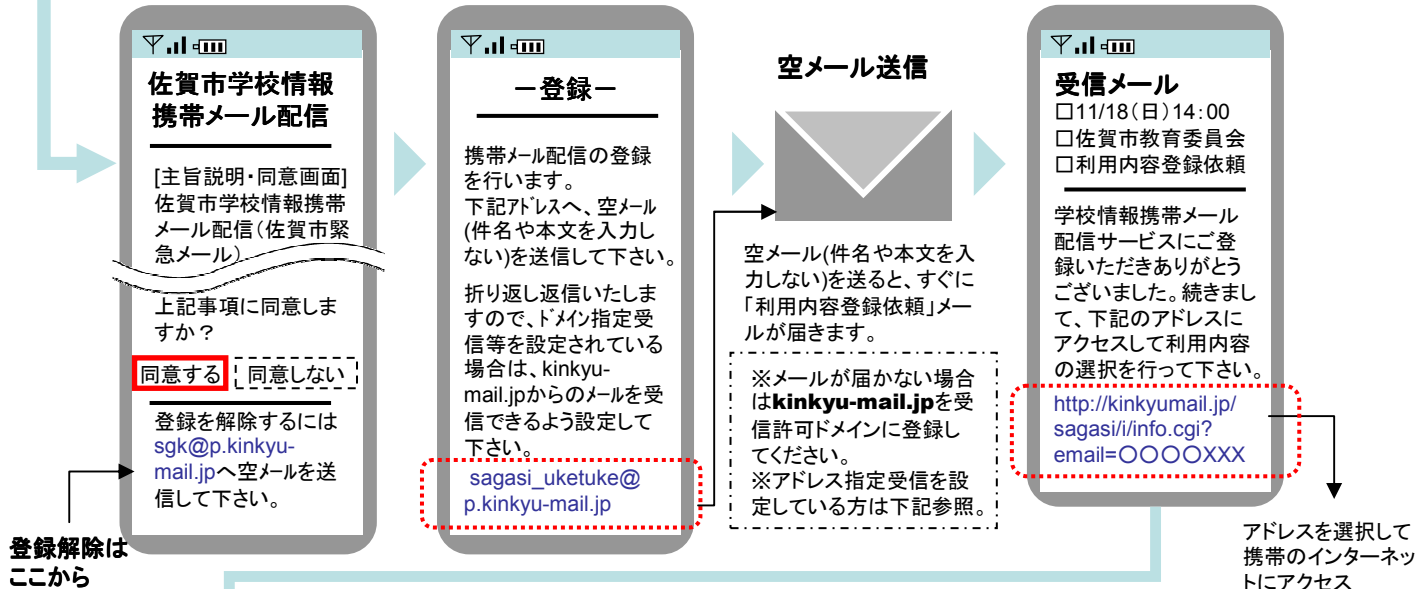 佐賀市学校情報
携帯メール配信
[主旨説明・同意画面]
佐賀市学校情報携帯
メール配信(佐賀市緊
急メール)
上記事項に同意しま
すか？
同意する 同意しない
登録を解除するには
sgk@p.kinkyu-
mail.jpへ空メールを送
信して下さい。
登録解除は
ここから
－登録－
携帯メール配信の登録
を行います。
下記アドレスへ、空メール
(件名や本文を入力し
ない)を送信して下さい。
折り返し返信いたしま
すので、ドメイン指定受
信等を設定されている
場合は、kinkyu-
mail.jpからのメールを受
信できるよう設定して
下さい。
sagasi_uketuke@
p.kinkyu-mail.jp
空メール送信
空メール(件名や本文を入
力しない)を送ると、すぐに
「利用内容登録依頼」メー
ルが届きます。
※メールが届かない場合
はkinkyu-mail.jpを受
信許可ドメインに登録し
てください。
※アドレス指定受信を設
定している方は下記参照。
受信メール
□11/18(日)14:00
□佐賀市教育委員会
□利用内容登録依頼
学校情報携帯メール
配信サービスにご登
録いただきありがとう
ございました。続きまし
て、下記のアドレスに
アクセスして利用内容
の選択を行って下さい。
http://kinkyumail.jp/
sagasi/i/info.cgi?
email=○○○○XXX
アドレスを選択して
携帯のインターネッ
トにアクセス